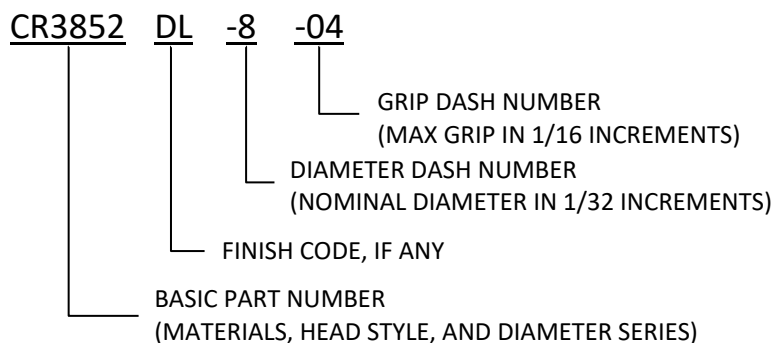 CR3852 DL -8 -04
GRIP DASH NUMBER
(MAX GRIP IN 1/16 INCREMENTS)
DIAMETER DASH NUMBER
(NOMINAL DIAMETER IN 1/32 INCREMENTS)
FINISH CODE, IF ANY
BASIC PART NUMBER
(MATERIALS, HEAD STYLE, AND DIAMETER SERIES)